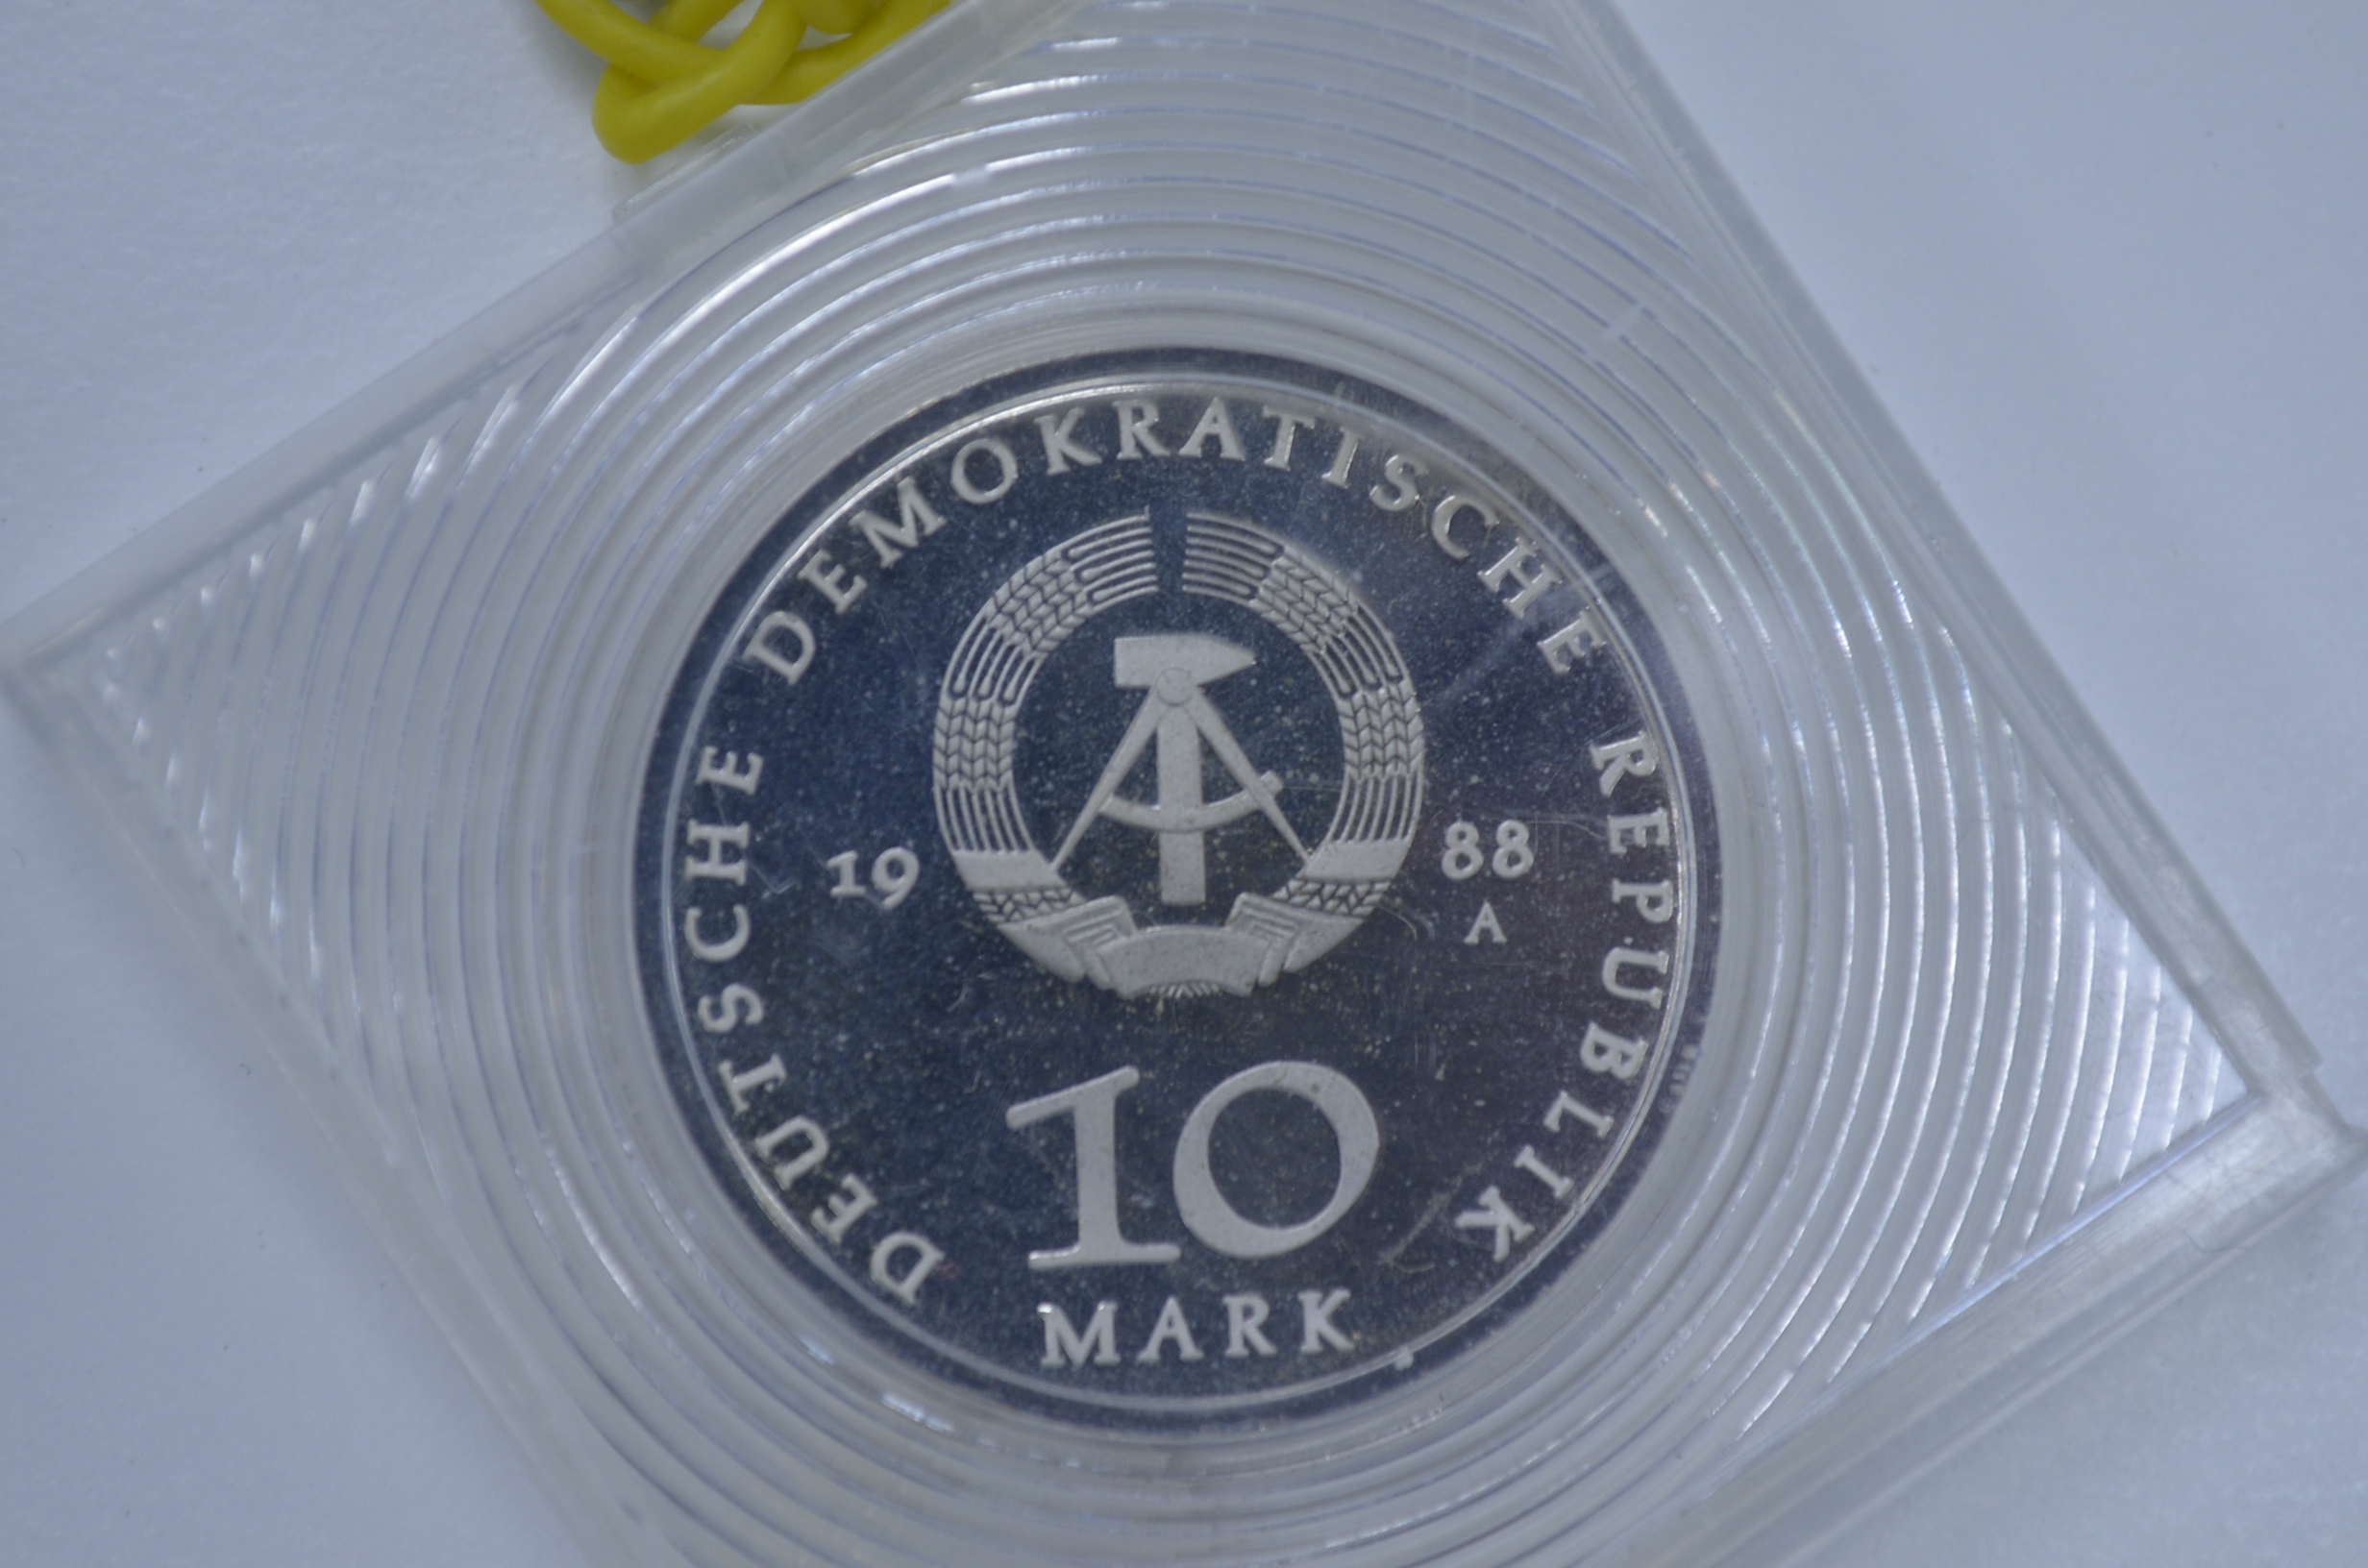 DEUTSCHE DEMOKRATISCHE REPUBLIK
19 88
A
10
MARK